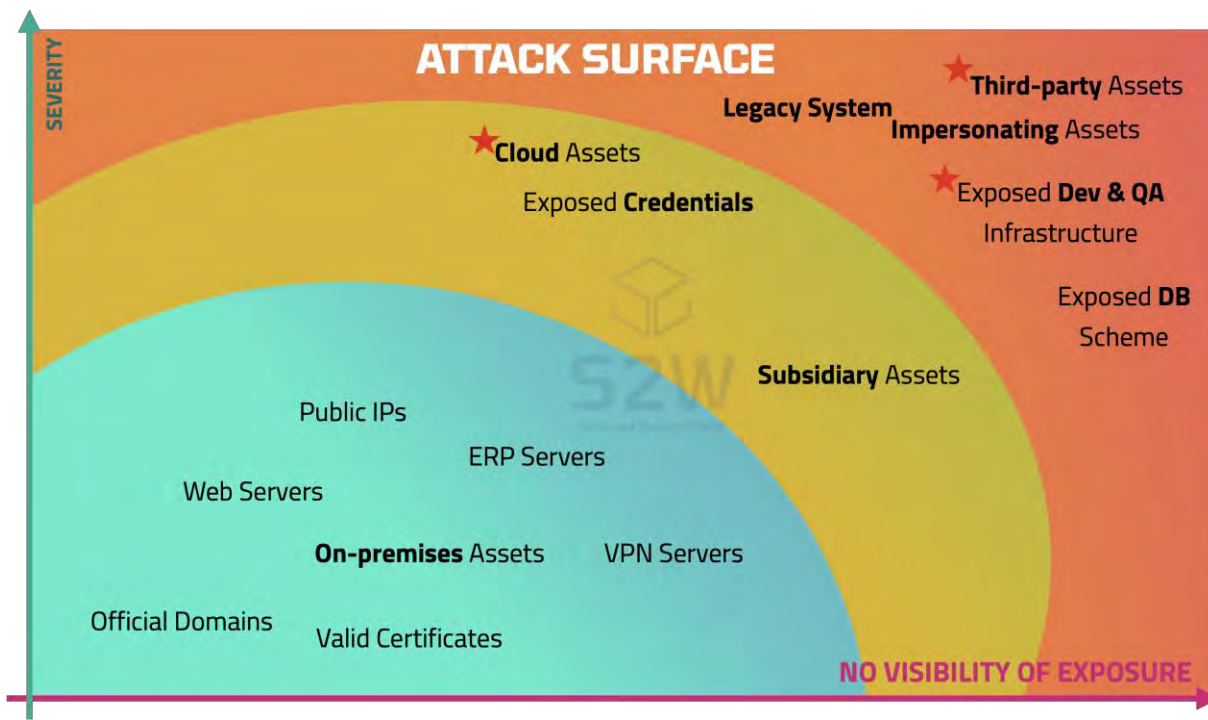 SEVERITY
ATTACK SURFACE
Third-party Assets
Legacy System
Impersonating Assets
Cloud Assets
Exposed Credentials
Exposed Dev & QA
Infrastructure
Exposed DB
Scheme
S2W
Subsidiary Assets
Public IPs
ERP Servers
Web Servers
On-premises Assets
VPN Servers
Official Domains
Valid Certificates
NO VISIBILITY OF EXPOSURE